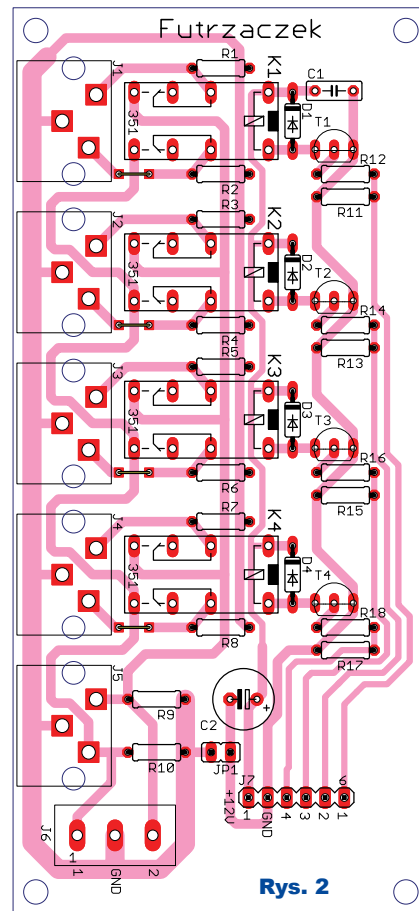 Futrzaczek
R1
J1
K1
C1
351
D1
T1
R12
R2
R11
R3
J2
K2
351
D2
T2
R14
R4
R13
R5
J3
K3
351
D3
T3
R16
R6
R15
R7
J4
K4
351
D4
T4
R18
R8
R17
J5
R9
C2
+
R10
JP1
J7
6
J6
+12V
1
GND
4
3
2
1
1
GND
2
Rys. 2